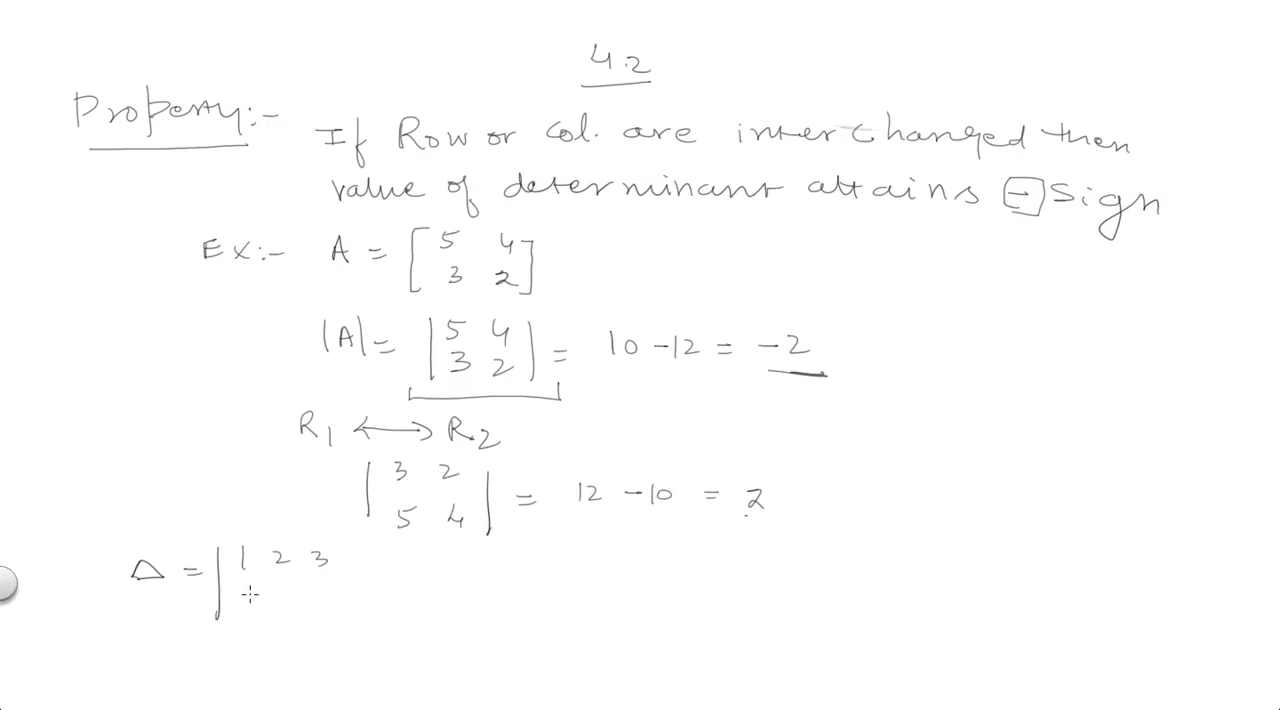 4.2
Property:- If Row or Col. are interchanged then
value of determinant attains [-] Sign
Ex:- A = [5 4
3 2]
|A| = |5 4
3 2| = 10 - 12 = -2
R1 ↔ R2
|3 2
5 4| = 12 - 10 = 2
Δ = |1 2 3